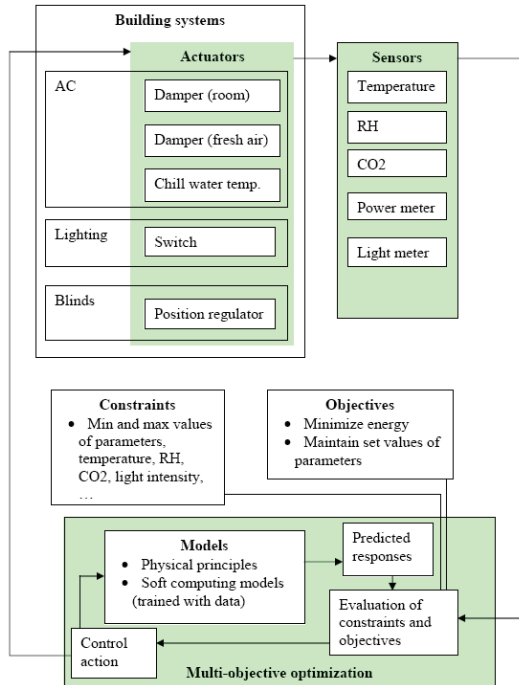 Building systems
Actuators
AC
Damper (room)
Damper (fresh air)
Chill water temp.
Lighting
Switch
Blinds
Position regulator
Sensors
Temperature
RH
CO2
Power meter
Light meter
Constraints
• Min and max values
of parameters,
temperature, RH,
CO2, light intensity,
…
Objectives
• Minimize energy
• Maintain set values of
parameters
Models
• Physical principles
• Soft computing models
(trained with data)
Predicted
responses
Evaluation of
constraints and
objectives
Control
action
Multi-objective optimization